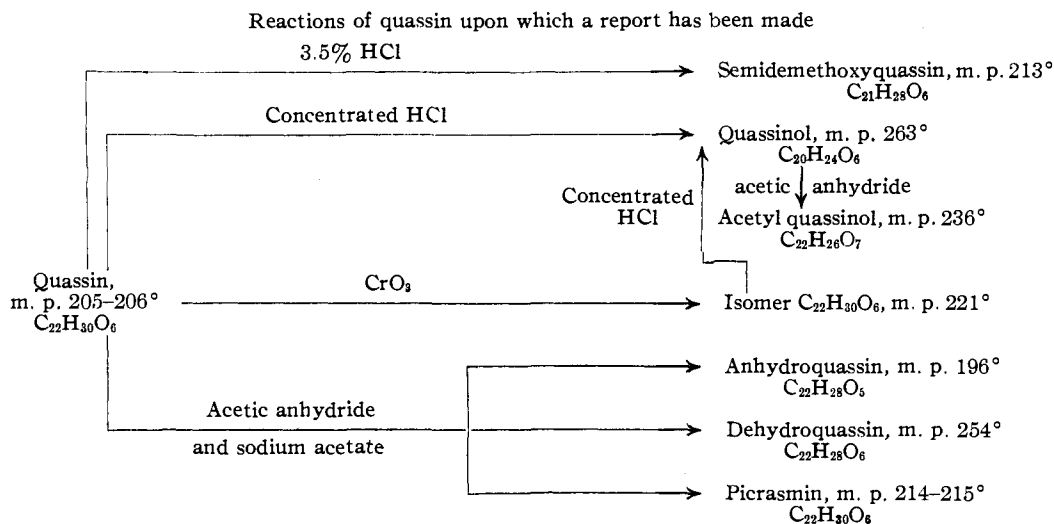 Reactions of quassin upon which a report has been made
3.5% HCl
Semidemethoxyquassin, m. p. 213°
C₂₁H₂₈O₆
Concentrated HCl
Quassinol, m. p. 263°
C₂₀H₂₄O₆
acetic anhydride
Concentrated
HCl
Acetyl quassinol, m. p. 236°
C₂₂H₂₆O₇
Quassin,
m. p. 205–206°
C₂₂H₃₀O₆
CrO₃
Isomer C₂₂H₃₀O₆, m. p. 221°
Anhydroquassin, m. p. 196°
C₂₂H₂₈O₅
Acetic anhydride
and sodium acetate
Dehydroquassin, m. p. 254°
C₂₂H₂₈O₆
Picrasmin, m. p. 214–215°
C₂₂H₃₀O₆